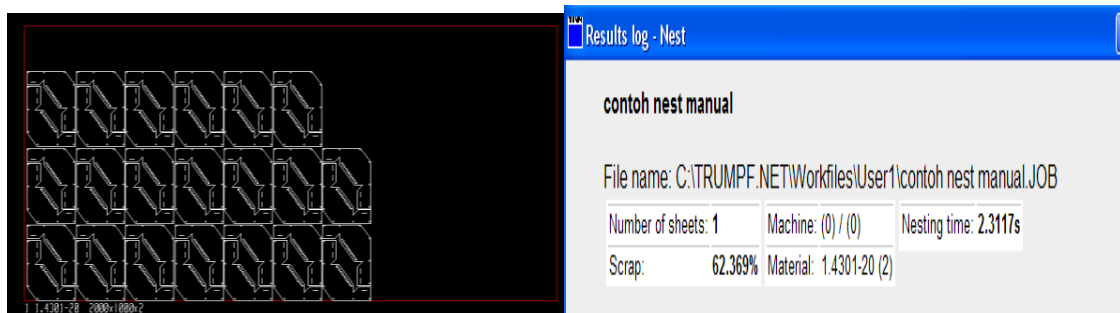 1 1.4301-20 2000x1000x2
Results log - Nest
contoh nest manual
File name: C:\TRUMPF.NET\Workfiles\User1\contoh nest manual.JOB
Number of sheets: 1 Machine: (0) / (0) Nesting time: 2.3117s
Scrap: 62.369% Material: 1.4301-20 (2)